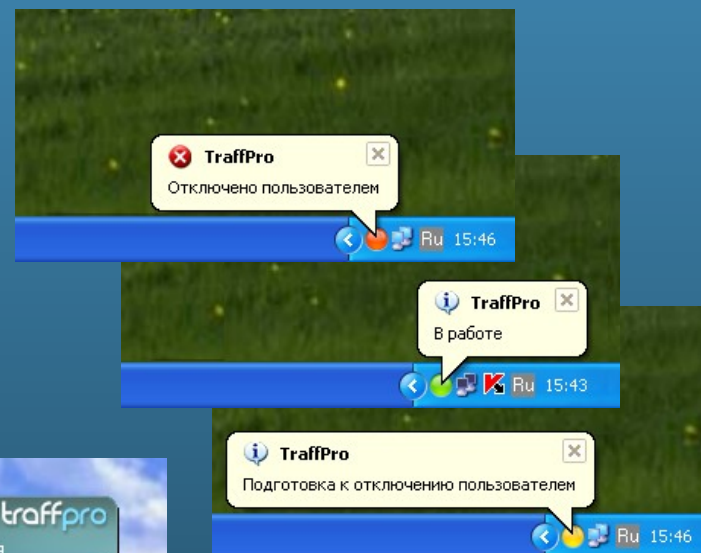 TraffPro
Отключено пользователем
Ru 15:46
TraffPro
В работе
K Ru 15:43
TraffPro
Подготовка к отключению пользователем
Ru 15:46
traffpro
я